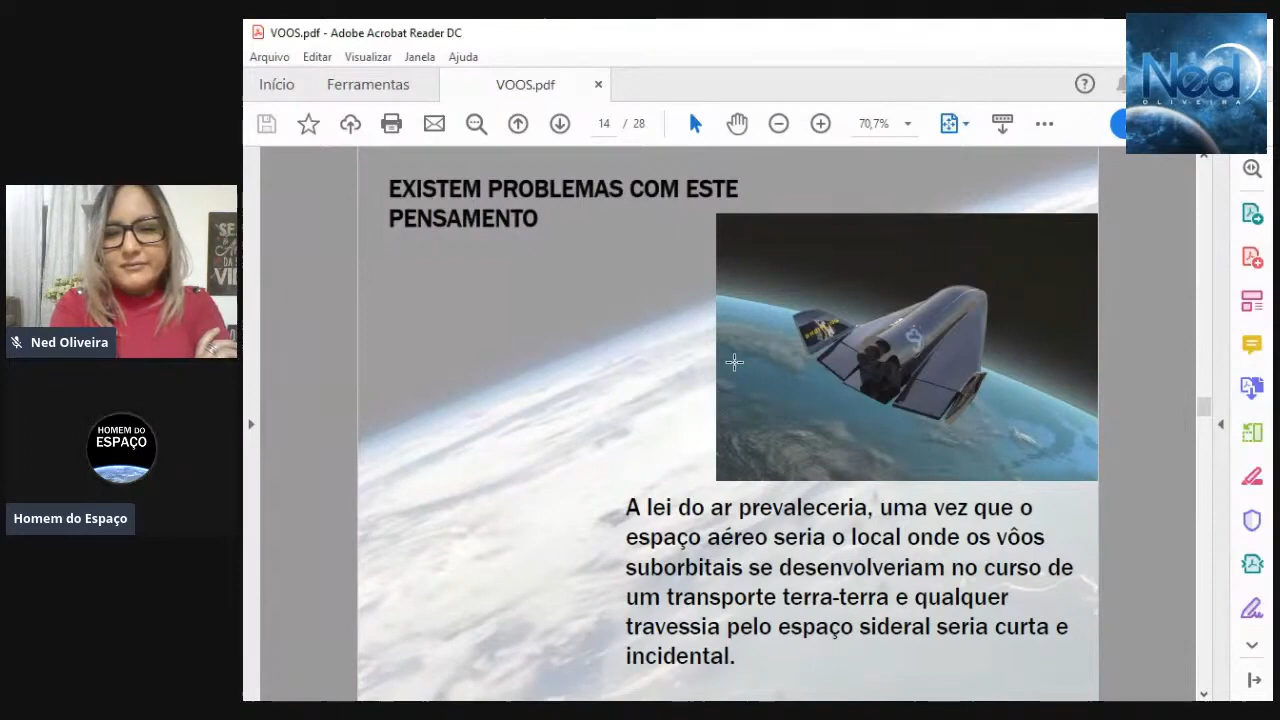 VOOS.pdf - Adobe Acrobat Reader DC
Arquivo Editar Visualizar Janela Ajuda
Início Ferramentas VOOS.pdf
14 / 28 70,7%
Ned
OLIVEIRA
EXISTEM PROBLEMAS COM ESTE
PENSAMENTO
Ned Oliveira
HOMEM DO
ESPAÇO
Homem do Espaço
A lei do ar prevaleceria, uma vez que o
espaço aéreo seria o local onde os vôos
suborbitais se desenvolveriam no curso de
um transporte terra-terra e qualquer
travessia pelo espaço sideral seria curta e
incidental.